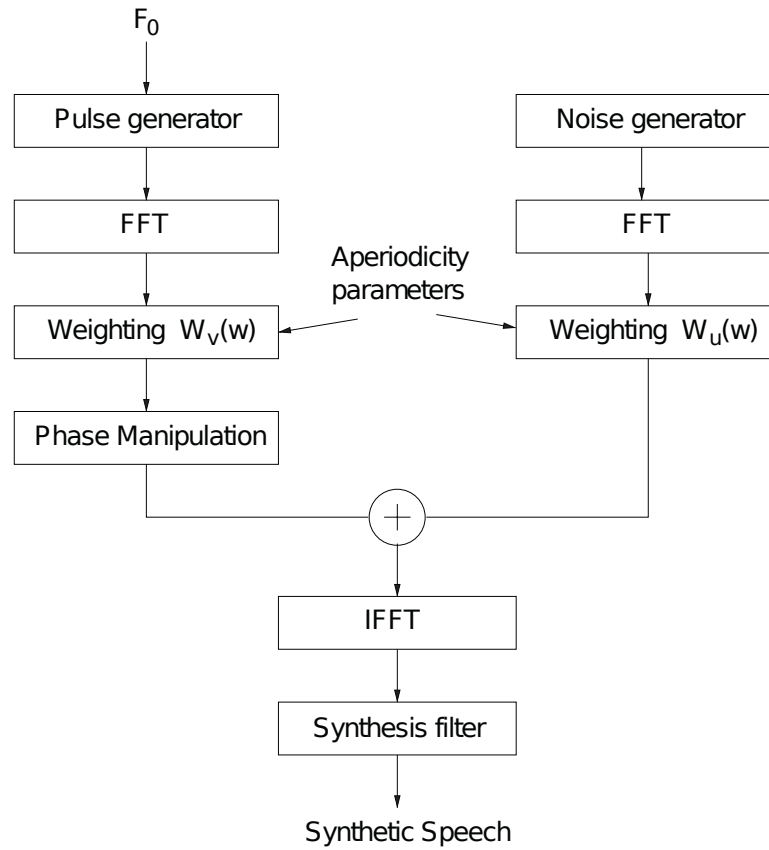 F0
Pulse generator
Noise generator
FFT
FFT
Aperiodicity
parameters
Weighting Wv(w)
Weighting Wu(w)
Phase Manipulation
+
IFFT
Synthesis filter
Synthetic Speech